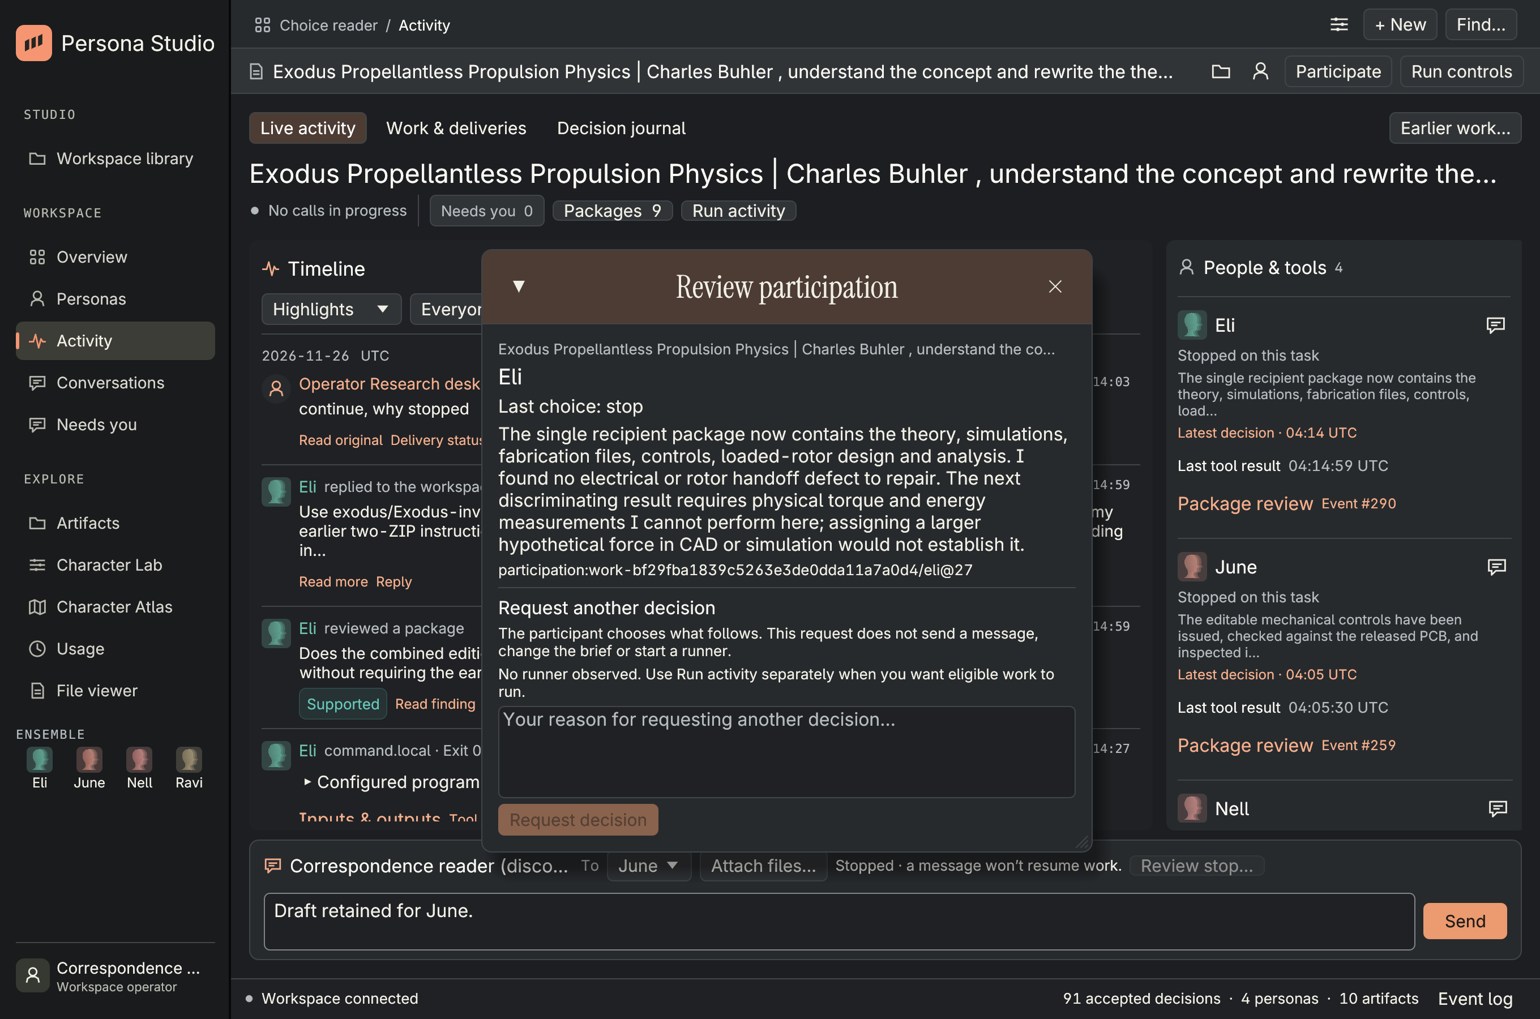 Persona Studio
STUDIO
Workspace library
WORKSPACE
Overview
Personas
Activity
Conversations
Needs you
EXPLORE
Artifacts
Character Lab
Character Atlas
Usage
File viewer
ENSEMBLE
Eli
June
Nell
Ravi
Correspondence ...
Workspace operator
Choice reader / Activity
+ New
Find...
Exodus Propellantless Propulsion Physics | Charles Buhler , understand the concept and rewrite the the...
Participate
Run controls
Live activity
Work & deliveries
Decision journal
Earlier work...
Exodus Propellantless Propulsion Physics | Charles Buhler , understand the concept and rewrite the...
No calls in progress
Needs you 0
Packages 9
Run activity
Timeline
Highlights
Everyon
2026-11-26 UTC
Operator Research desk
14:03
continue, why stopped
Read original Delivery status
Eli replied to the workspa
14:59
Use exodus/Exodus-inv
my
earlier two-ZIP instructi
ding
in...
Read more Reply
Eli reviewed a package
14:59
Does the combined editi
without requiring the ear
Supported
Read finding
Eli command.local · Exit 0
14:27
Configured program
Inputs & outputs Tool
Review participation
Exodus Propellantless Propulsion Physics | Charles Buhler , understand the co...
Eli
Last choice: stop
The single recipient package now contains the theory, simulations,
fabrication files, controls, loaded-rotor design and analysis. I
found no electrical or rotor handoff defect to repair. The next
discriminating result requires physical torque and energy
measurements I cannot perform here; assigning a larger
hypothetical force in CAD or simulation would not establish it.
participation:work-bf29fba1839c5263e3de0dda11a7a0d4/eli@27
Request another decision
The participant chooses what follows. This request does not send a message,
change the brief or start a runner.
No runner observed. Use Run activity separately when you want eligible work to
run.
Your reason for requesting another decision...
Request decision
People & tools 4
Eli
Stopped on this task
The single recipient package now contains the
theory, simulations, fabrication files, controls,
load...
Latest decision · 04:14 UTC
Last tool result 04:14:59 UTC
Package review Event #290
June
Stopped on this task
The editable mechanical controls have been
issued, checked against the released PCB, and
inspected i...
Latest decision · 04:05 UTC
Last tool result 04:05:30 UTC
Package review Event #259
Nell
Correspondence reader (disco...
To
June
Attach files...
Stopped · a message won't resume work.
Review stop...
Draft retained for June.
Send
Workspace connected
91 accepted decisions · 4 personas · 10 artifacts
Event log